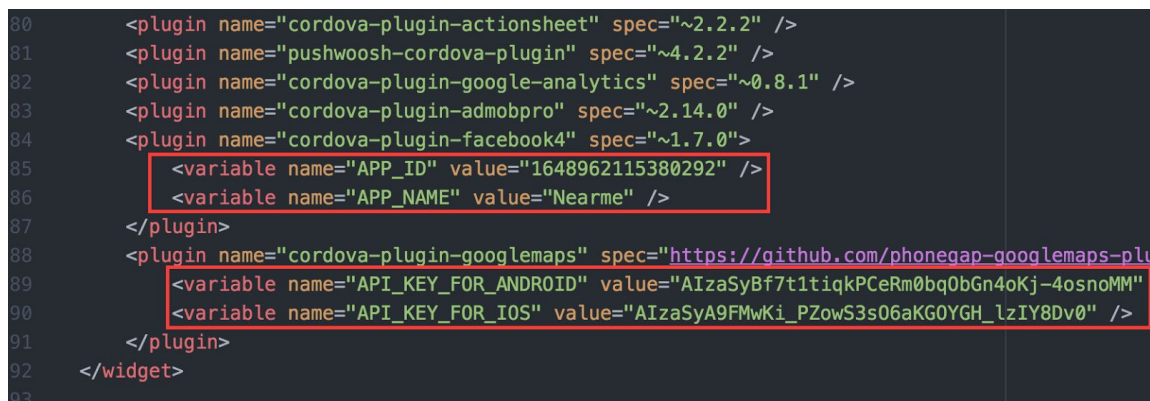 80 <plugin name="cordova-plugin-actionsheet" spec="~2.2.2" />
81 <plugin name="pushwoosh-cordova-plugin" spec="~4.2.2" />
82 <plugin name="cordova-plugin-google-analytics" spec="~0.8.1" />
83 <plugin name="cordova-plugin-admobpro" spec="~2.14.0" />
84 <plugin name="cordova-plugin-facebook4" spec="~1.7.0">
85 <variable name="APP_ID" value="1648962115380292" />
86 <variable name="APP_NAME" value="Nearme" />
87 </plugin>
88 <plugin name="cordova-plugin-googlemaps" spec="https://github.com/phonegap-googlemaps-plu
89 <variable name="API_KEY_FOR_ANDROID" value="AIzaSyBf7t1tiqkPCeRm0bqObGn4oKj-4osnoMM"
90 <variable name="API_KEY_FOR_IOS" value="AIzaSyA9FMwKi_PZowS3sO6aKGOYGH_lzIY8Dv0" />
91 </plugin>
92 </widget>
93